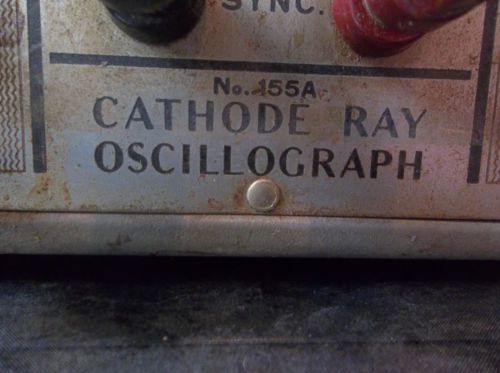 SYNC.
No. 155A
CATHODE RAY
OSCILLOGRAPH